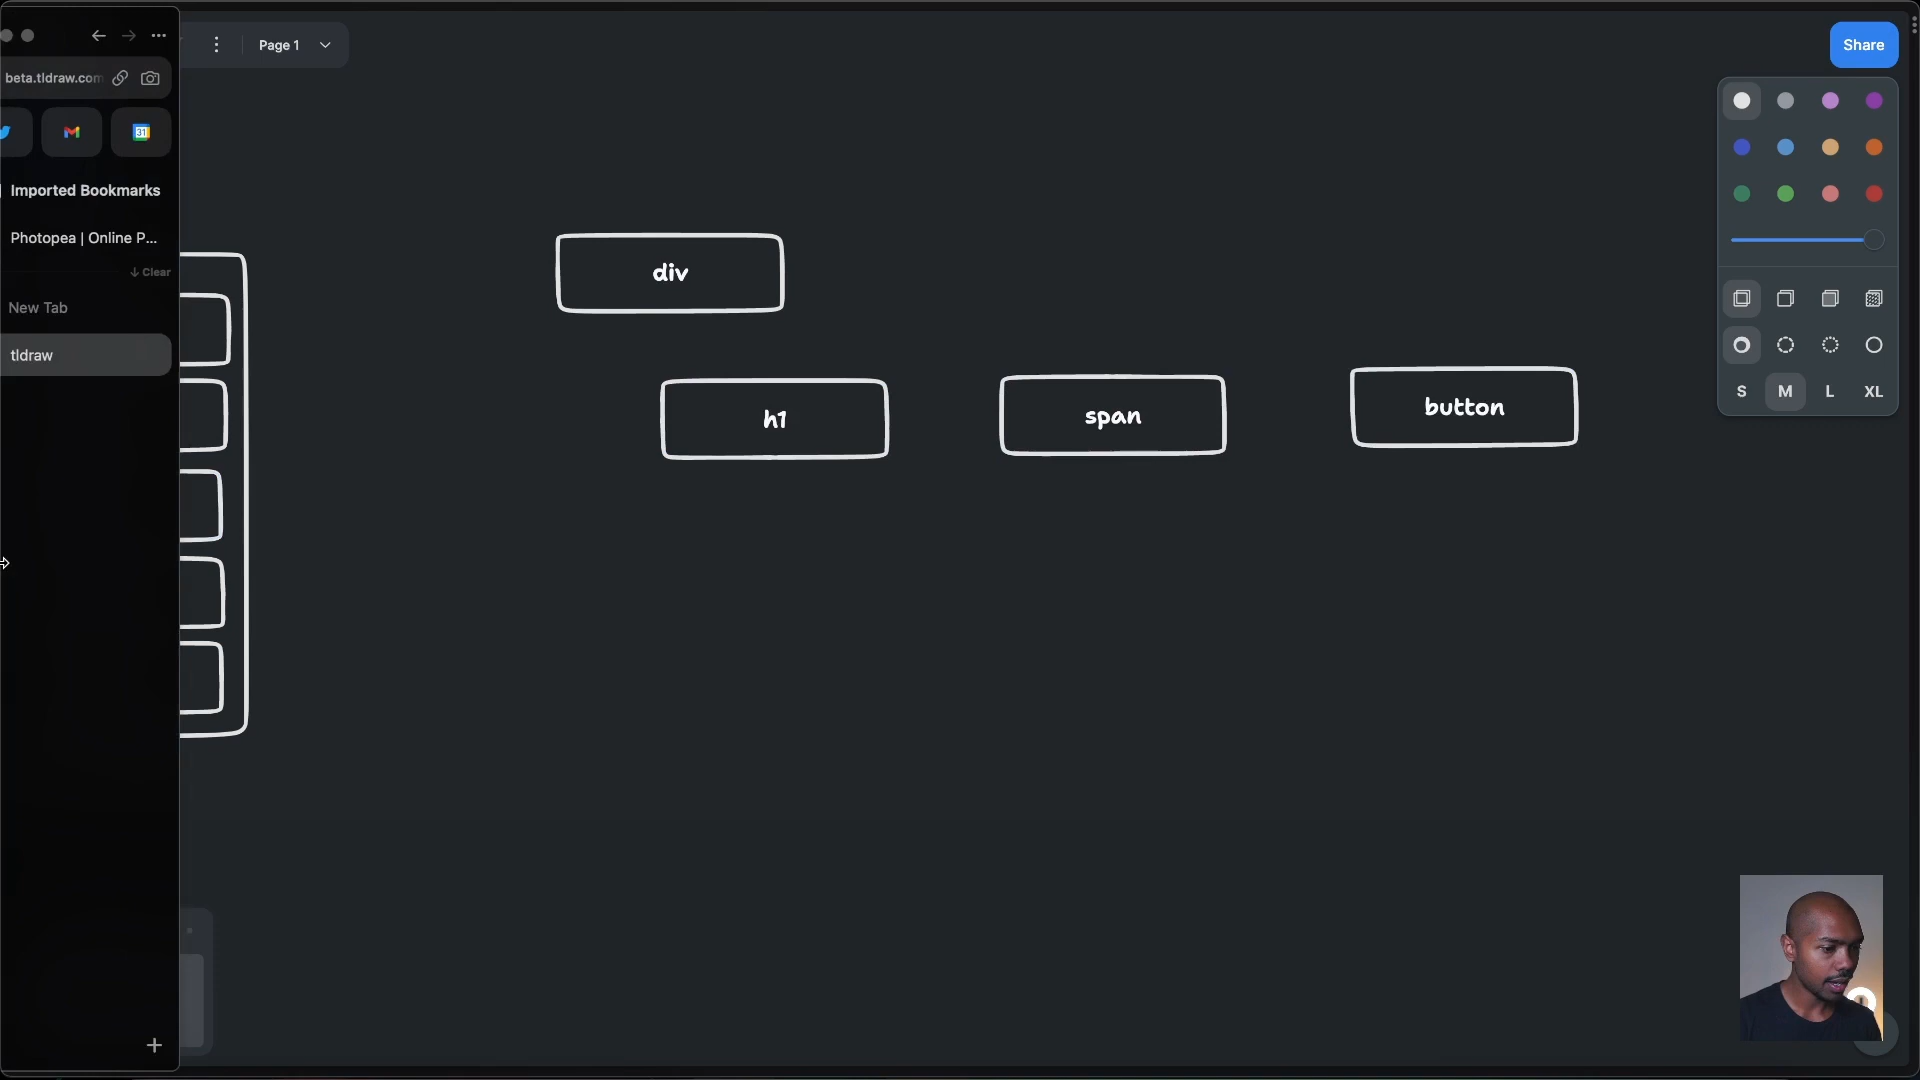 Page 1
Share
beta.tldraw.com
31
Imported Bookmarks
Photopea | Online P...
Clear
New Tab
tldraw
div
h1
span
button
S M L XL